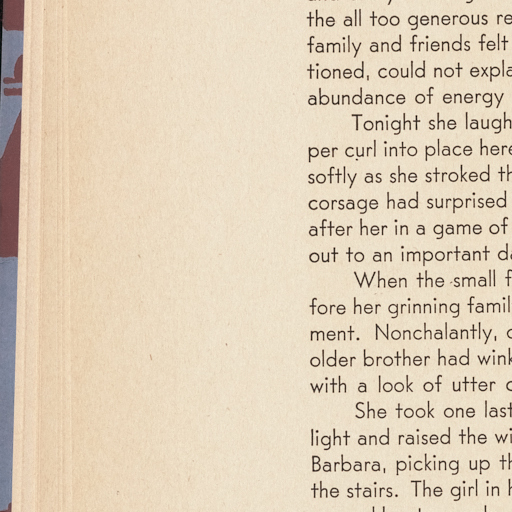 the all too generous re
family and friends felt
tioned, could not expla
abundance of energy
Tonight she laugh
per curl into place here
softly as she stroked th
corsage had surprised
after her in a game of
out to an important da
When the small f
fore her grinning famil
ment. Nonchalantly, c
older brother had wink
with a look of utter c
She took one last
light and raised the wi
Barbara, picking up th
the stairs. The girl in h